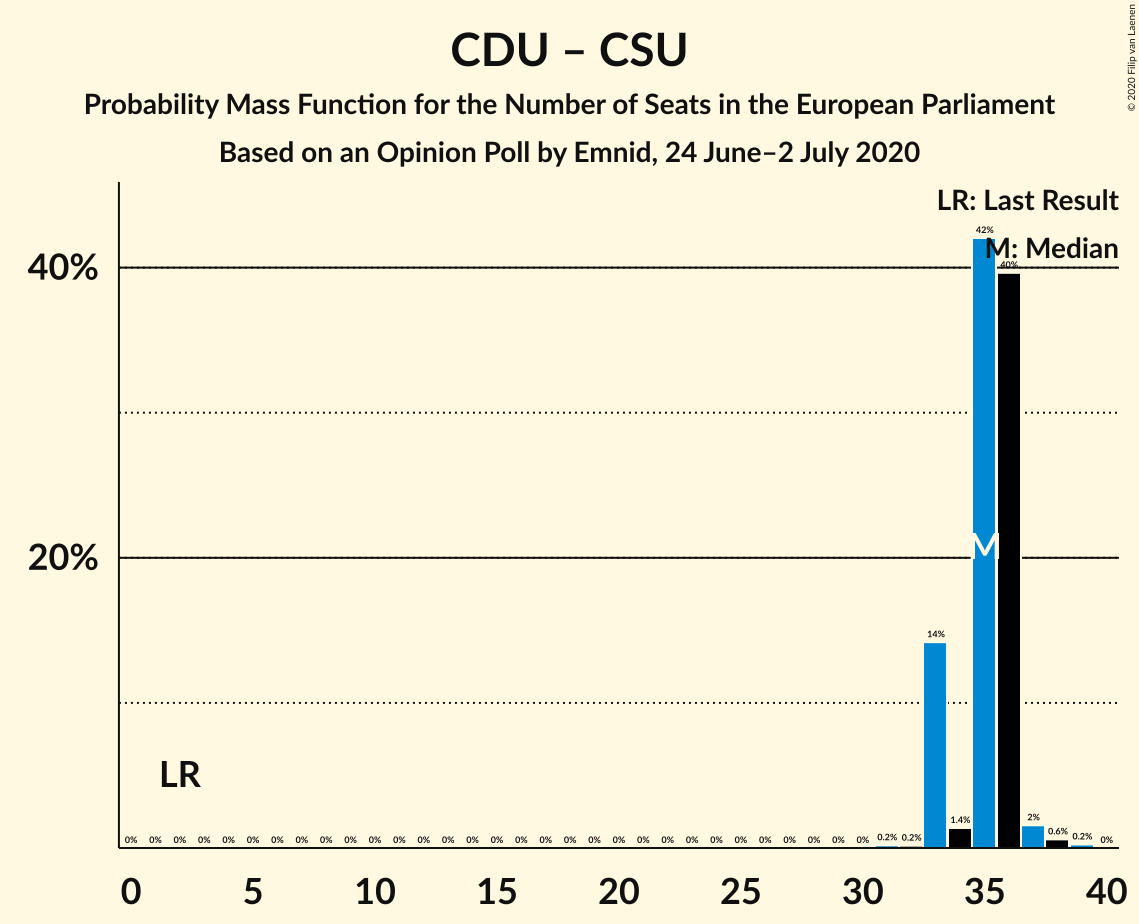 CDU – CSU
Probability Mass Function for the Number of Seats in the European Parliament
Based on an Opinion Poll by Emnid, 24 June–2 July 2020
© 2020 Filip van Laenen
LR: Last Result
M: Median
42%
40%
40%
20%
M
14%
LR
0% 0% 0% 0% 0% 0% 0% 0% 0% 0% 0% 0% 0% 0% 0% 0% 0% 0% 0% 0% 0% 0% 0% 0% 0% 0% 0% 0% 0% 0% 0% 0.2% 0.2% 1.4% 2% 0.6% 0.2% 0%
0 5 10 15 20 25 30 35 40